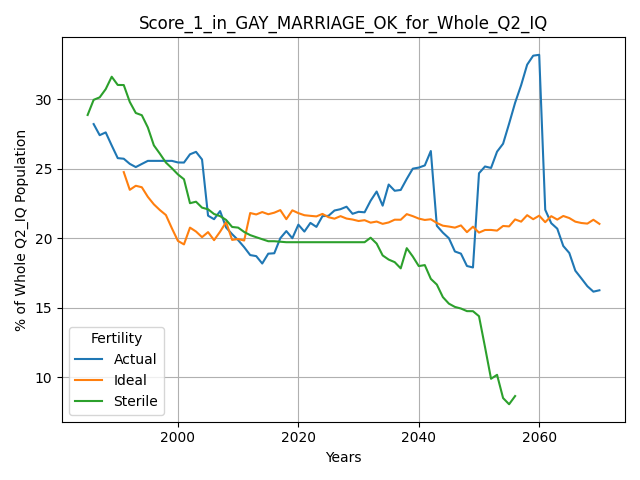 Score_1_in_GAY_MARRIAGE_OK_for_Whole_Q2_IQ
% of Whole Q2_IQ Population
30
25
20
15
10
Fertility
Actual
Ideal
Sterile
2000 2020 2040 2060
Years